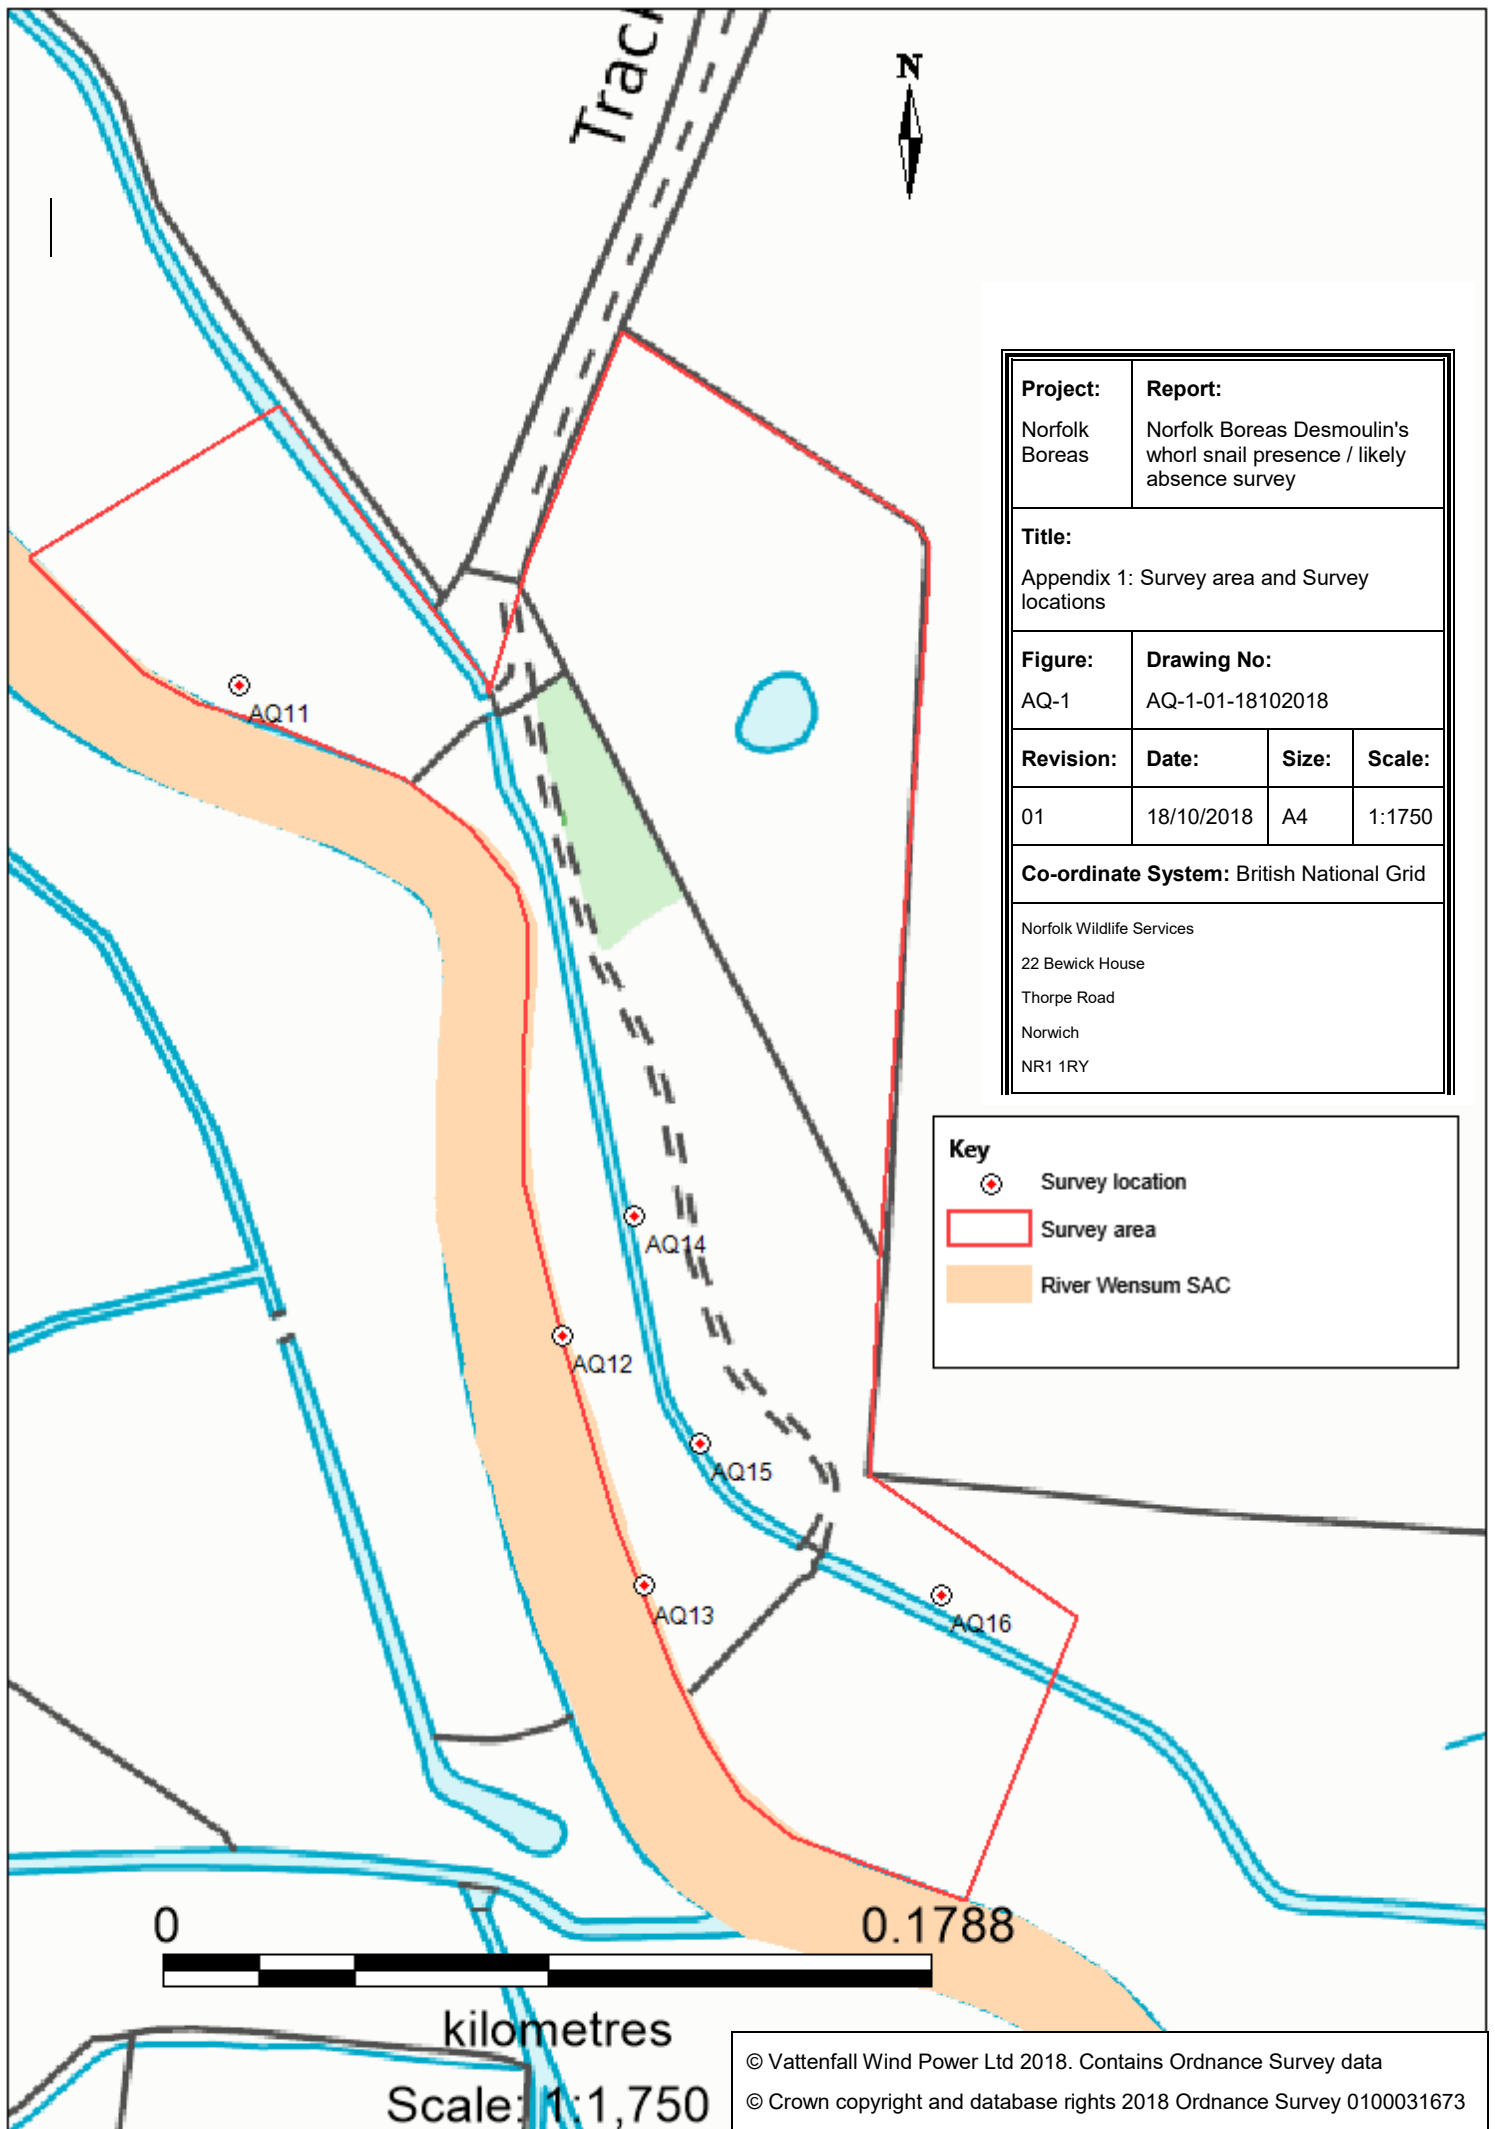 Track
N
Project:
Norfolk
Boreas
Report:
Norfolk Boreas Desmoulin's
whorl snail presence / likely
absence survey
Title:
Appendix 1: Survey area and Survey
locations
Figure:
AQ-1
Drawing No:
AQ-1-01-18102018
Revision:
Date:
Size:
Scale:
01
18/10/2018
A4
1:1750
Co-ordinate System: British National Grid
Norfolk Wildlife Services
22 Bewick House
Thorpe Road
Norwich
NR1 1RY
Key
Survey location
Survey area
River Wensum SAC
AQ11
AQ14
AQ12
AQ15
AQ13
AQ16
0
0.1788
kilometres
Scale: 1:1,750
© Vattenfall Wind Power Ltd 2018. Contains Ordnance Survey data
© Crown copyright and database rights 2018 Ordnance Survey 0100031673